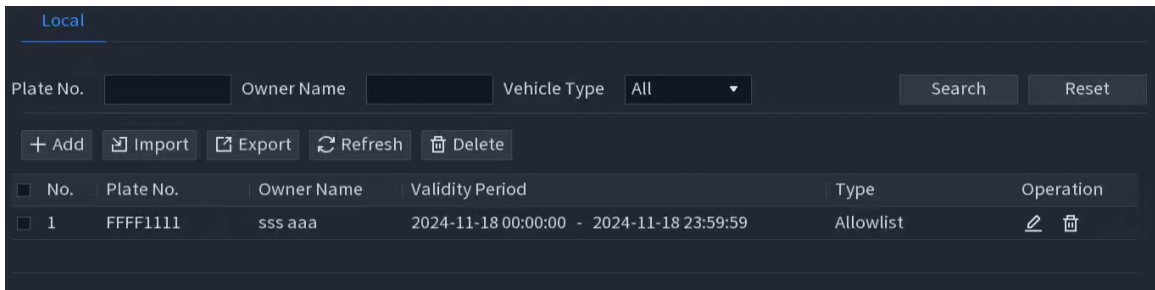 Local
Plate No. Owner Name Vehicle Type All Search Reset
Add Import Export Refresh Delete
No. Plate No. Owner Name Validity Period Type Operation
1 FFFF1111 sss aaa 2024-11-18 00:00:00 - 2024-11-18 23:59:59 Allowlist